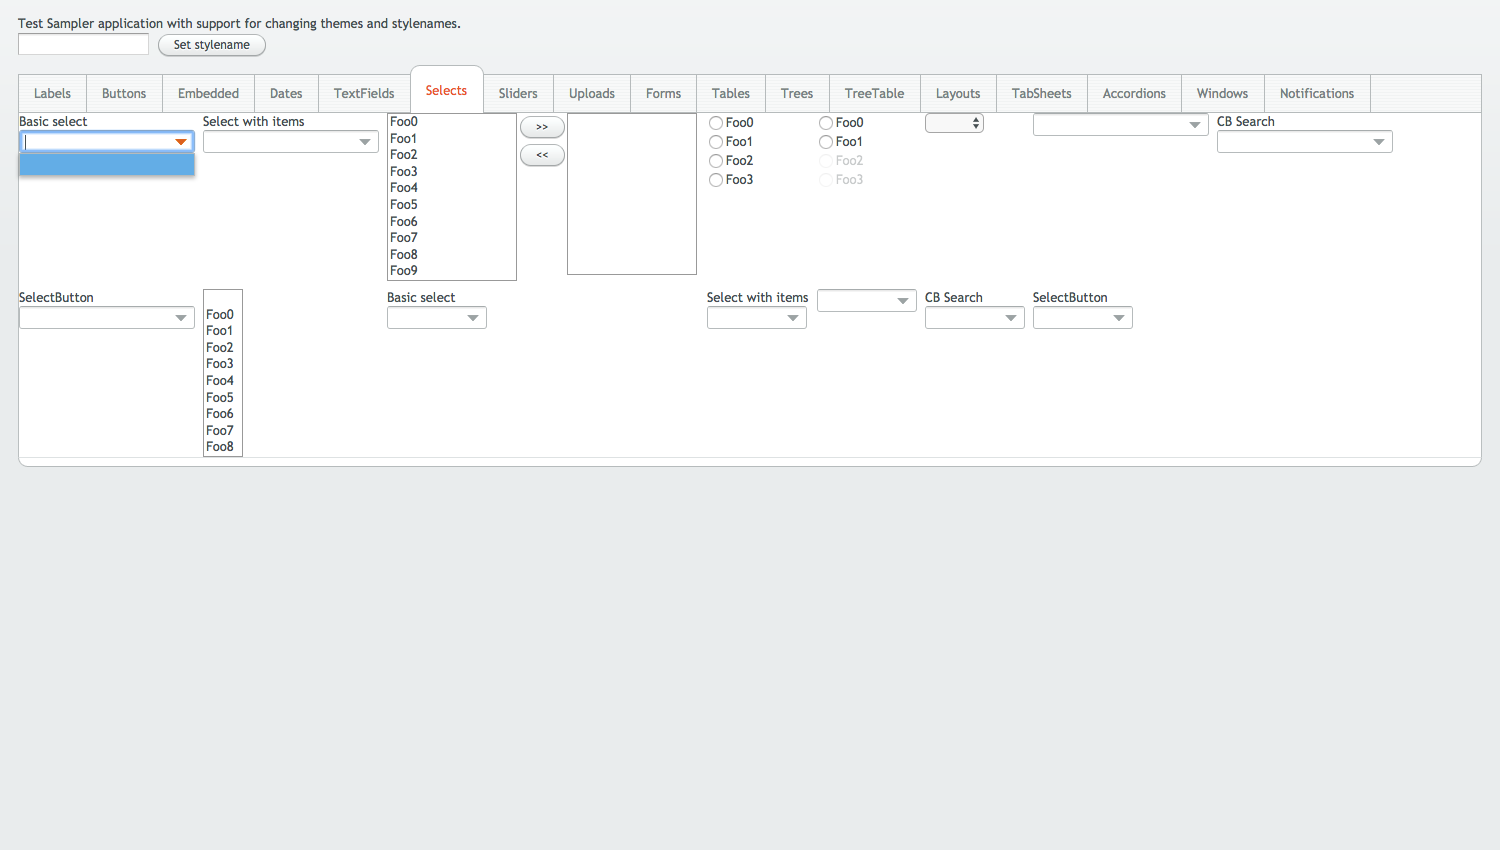 Test Sampler application with support for changing themes and stylenames.
Set stylename
Labels Buttons Embedded Dates TextFields Selects Sliders Uploads Forms Tables Trees TreeTable Layouts TabSheets Accordions Windows Notifications
Basic select
Select with items
Foo0
Foo1
Foo2
Foo3
Foo4
Foo5
Foo6
Foo7
Foo8
Foo9
>>
<<
Foo0
Foo1
Foo2
Foo3
Foo0
Foo1
Foo2
Foo3
CB Search
SelectButton
Foo0
Foo1
Foo2
Foo3
Foo4
Foo5
Foo6
Foo7
Foo8
Basic select
Select with items
CB Search
SelectButton